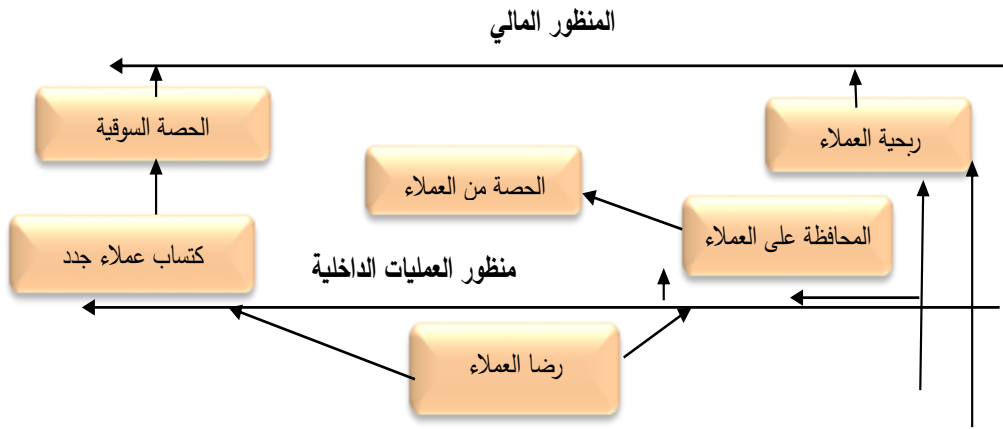 المنظور المالي
الحصة السوقية
ربحية العملاء
الحصة من العملاء
المحافظة على العملاء
كتساب عملاء جدد
منظور العمليات الداخلية
رضا العملاء